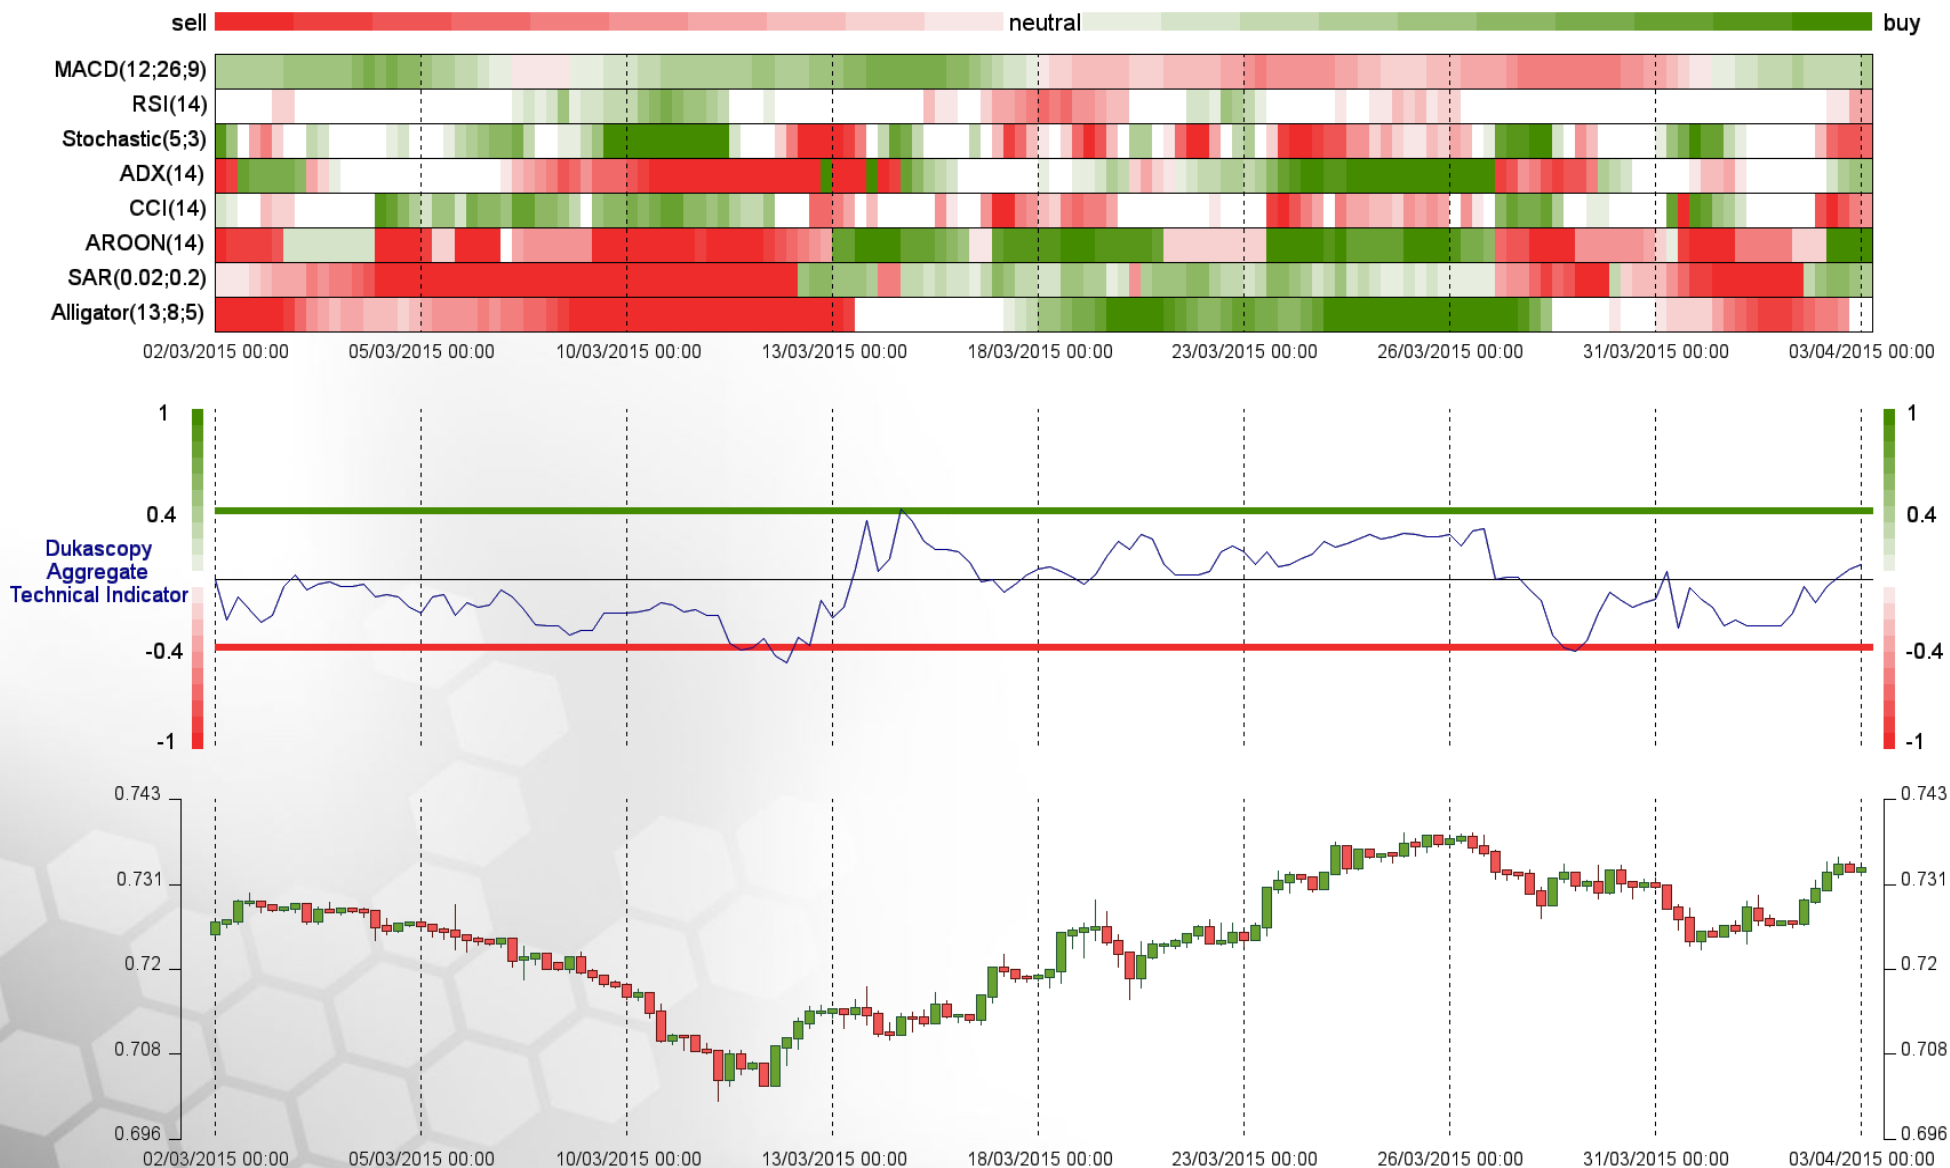 sell neutral buy
MACD(12;26;9)
RSI(14)
Stochastic(5;3)
ADX(14)
CCI(14)
AROON(14)
SAR(0.02;0.2)
Alligator(13;8;5)
02/03/2015 00:00 05/03/2015 00:00 10/03/2015 00:00 13/03/2015 00:00 18/03/2015 00:00 23/03/2015 00:00 26/03/2015 00:00 31/03/2015 00:00 03/04/2015 00:00
1 1
0.4 0.4
Dukascopy
Aggregate
Technical Indicator
-0.4 -0.4
-1 -1
0.743 0.743
0.731 0.731
0.72 0.72
0.708 0.708
0.696 0.696
02/03/2015 00:00 05/03/2015 00:00 10/03/2015 00:00 13/03/2015 00:00 18/03/2015 00:00 23/03/2015 00:00 26/03/2015 00:00 31/03/2015 00:00 03/04/2015 00:00